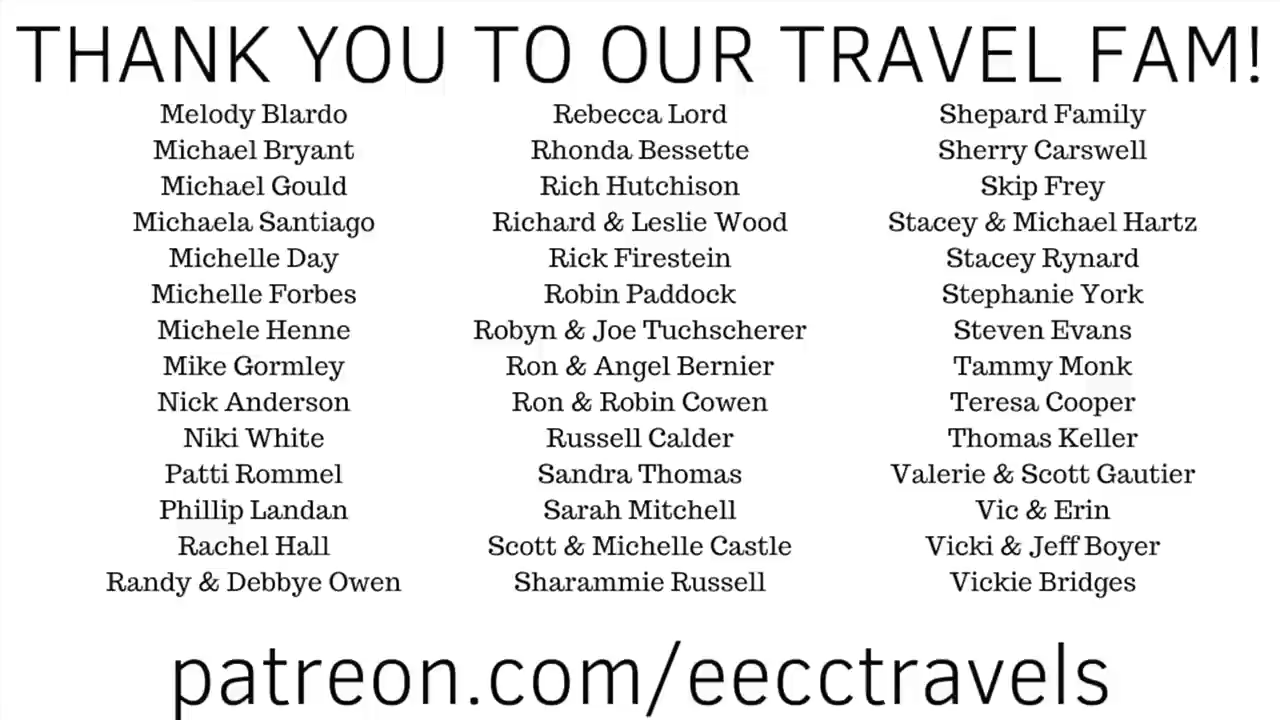 THANK YOU TO OUR TRAVEL FAM!
Melody Blardo
Michael Bryant
Michael Gould
Michaela Santiago
Michelle Day
Michelle Forbes
Michele Henne
Mike Gormley
Nick Anderson
Niki White
Patti Rommel
Phillip Landan
Rachel Hall
Randy & Debbye Owen
Rebecca Lord
Rhonda Bessette
Rich Hutchison
Richard & Leslie Wood
Rick Firestein
Robin Paddock
Robyn & Joe Tuchscherer
Ron & Angel Bernier
Ron & Robin Cowen
Russell Calder
Sandra Thomas
Sarah Mitchell
Scott & Michelle Castle
Sharammie Russell
Shepard Family
Sherry Carswell
Skip Frey
Stacey & Michael Hartz
Stacey Rynard
Stephanie York
Steven Evans
Tammy Monk
Teresa Cooper
Thomas Keller
Valerie & Scott Gautier
Vic & Erin
Vicki & Jeff Boyer
Vickie Bridges
patreon.com/eecctravels